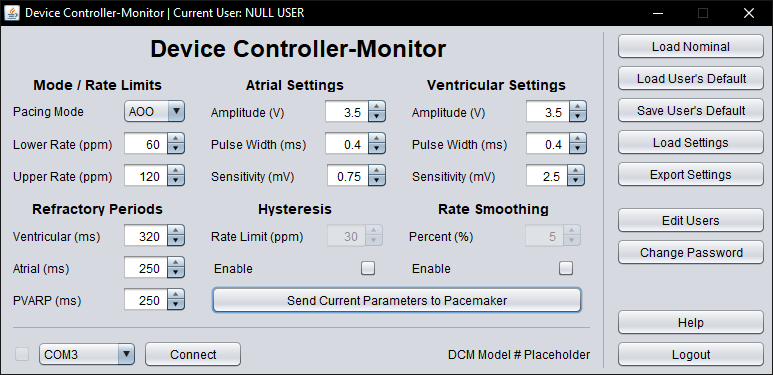 Device Controller-Monitor | Current User: NULL USER
Device Controller-Monitor
Mode / Rate Limits Atrial Settings Ventricular Settings
Pacing Mode AOO Amplitude (V) 3.5 Amplitude (V) 3.5
Lower Rate (ppm) 60 Pulse Width (ms) 0.4 Pulse Width (ms) 0.4
Upper Rate (ppm) 120 Sensitivity (mV) 0.75 Sensitivity (mV) 2.5
Refractory Periods Hysteresis Rate Smoothing
Ventricular (ms) 320 Rate Limit (ppm) 30 Percent (%) 5
Atrial (ms) 250 Enable Enable
PVARP (ms) 250 Send Current Parameters to Pacemaker
COM3 Connect DCM Model # Placeholder
Load Nominal
Load User's Default
Save User's Default
Load Settings
Export Settings
Edit Users
Change Password
Help
Logout